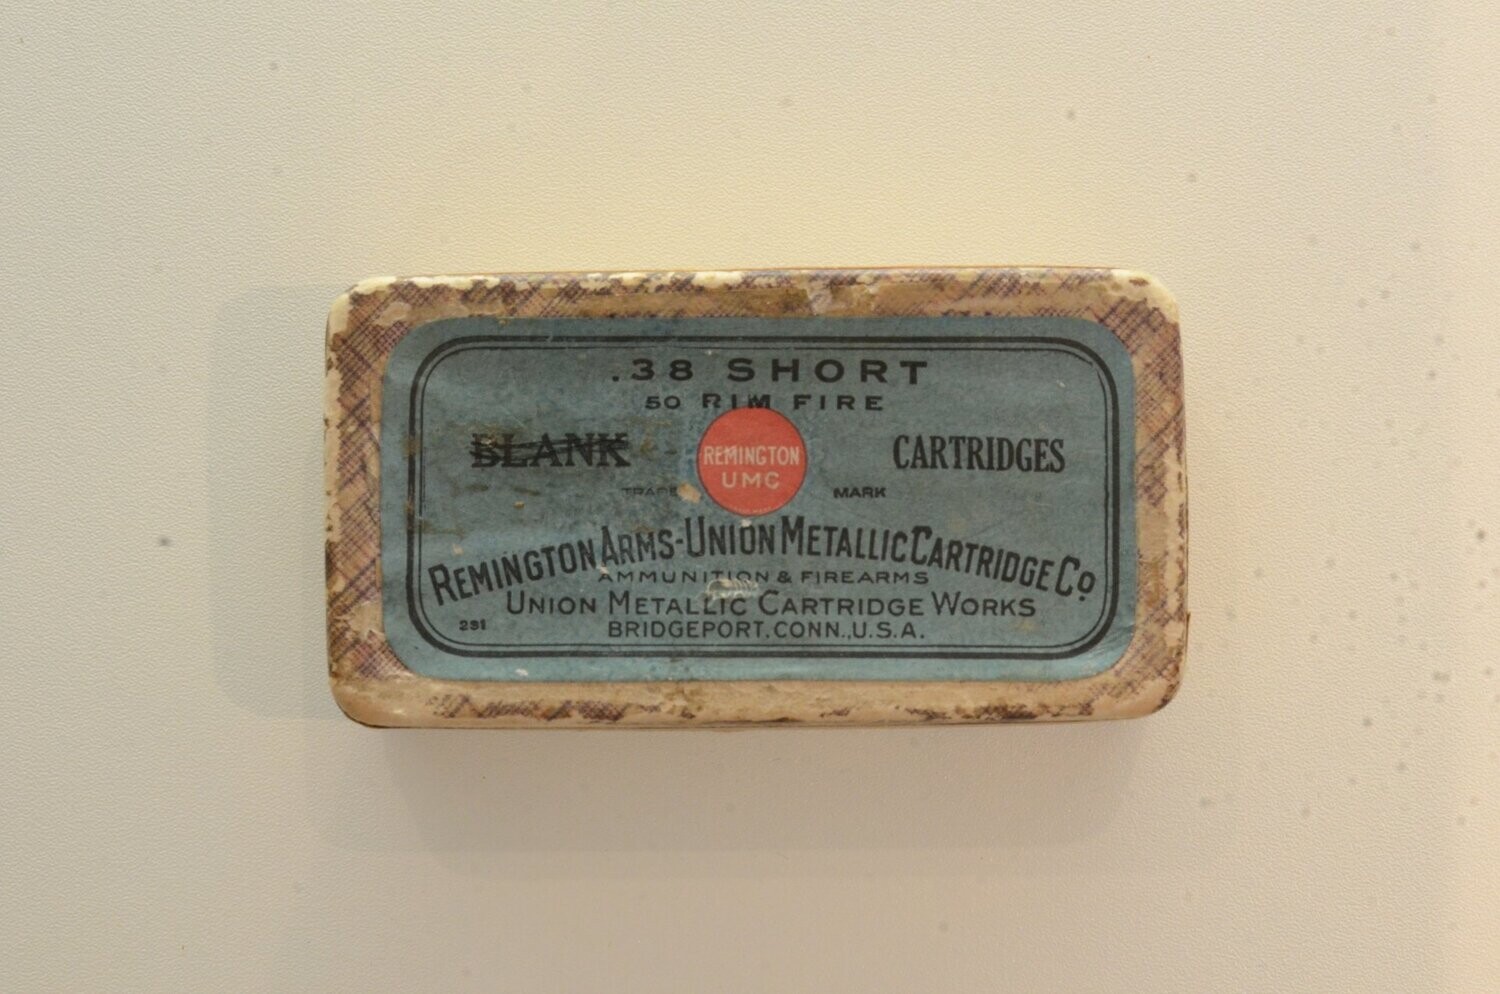 .38 SHORT
50 RIM FIRE
BLANK
CARTRIDGES
REMINGTON
UMC
TRADE MARK
REMINGTON ARMS-UNION METALLIC CARTRIDGE CO
AMMUNITION & FIREARMS
UNION METALLIC CARTRIDGE WORKS
231
BRIDGEPORT. CONN., U.S.A.